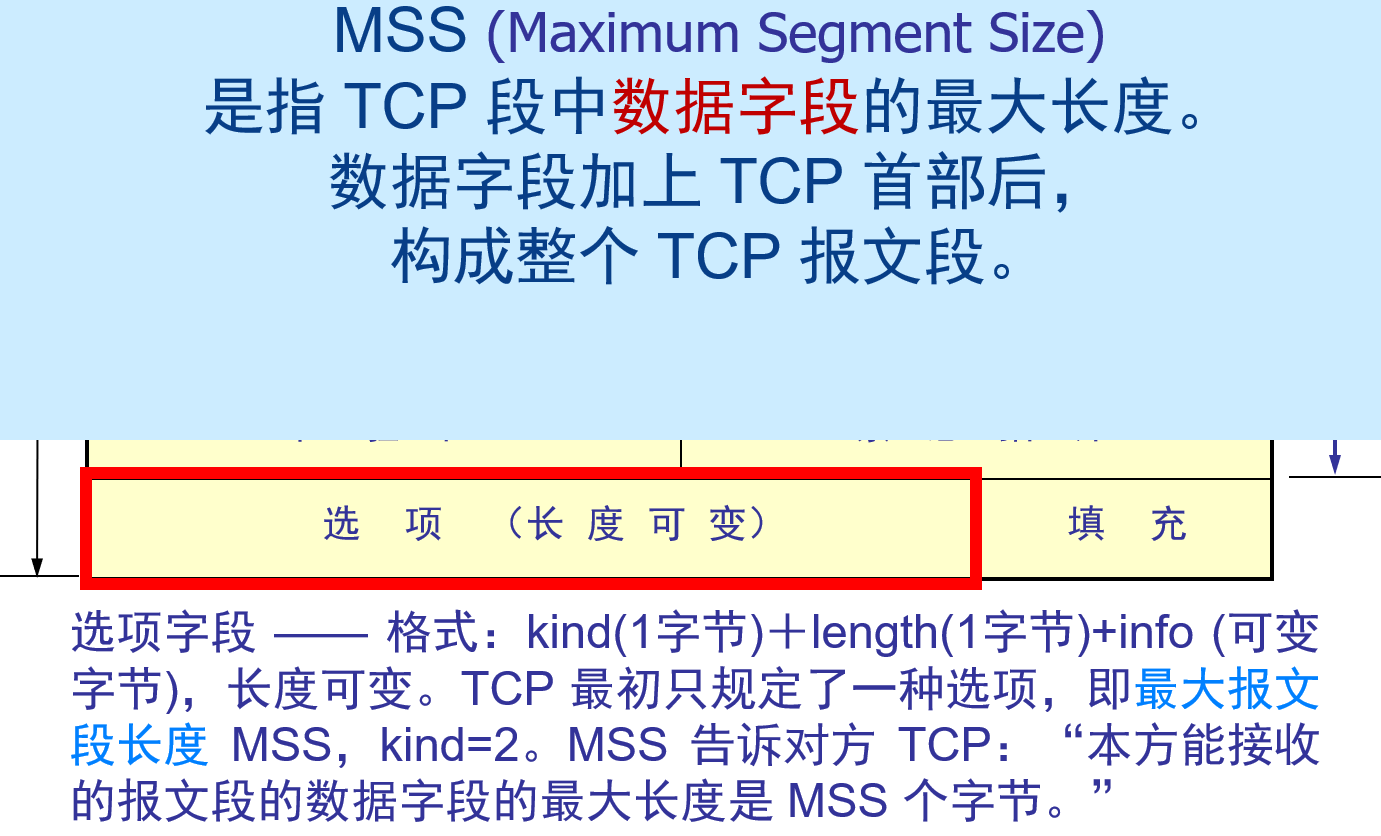 MSS (Maximum Segment Size)
是指 TCP 段中数据字段的最大长度。
数据字段加上 TCP 首部后，
构成整个 TCP 报文段。
选 项 （长 度 可 变） 填 充
选项字段 —— 格式：kind(1字节)＋length(1字节)+info (可变
字节)，长度可变。TCP 最初只规定了一种选项，即最大报文
段长度 MSS，kind=2。MSS 告诉对方 TCP：“本方能接收
的报文段的数据字段的最大长度是 MSS 个字节。”